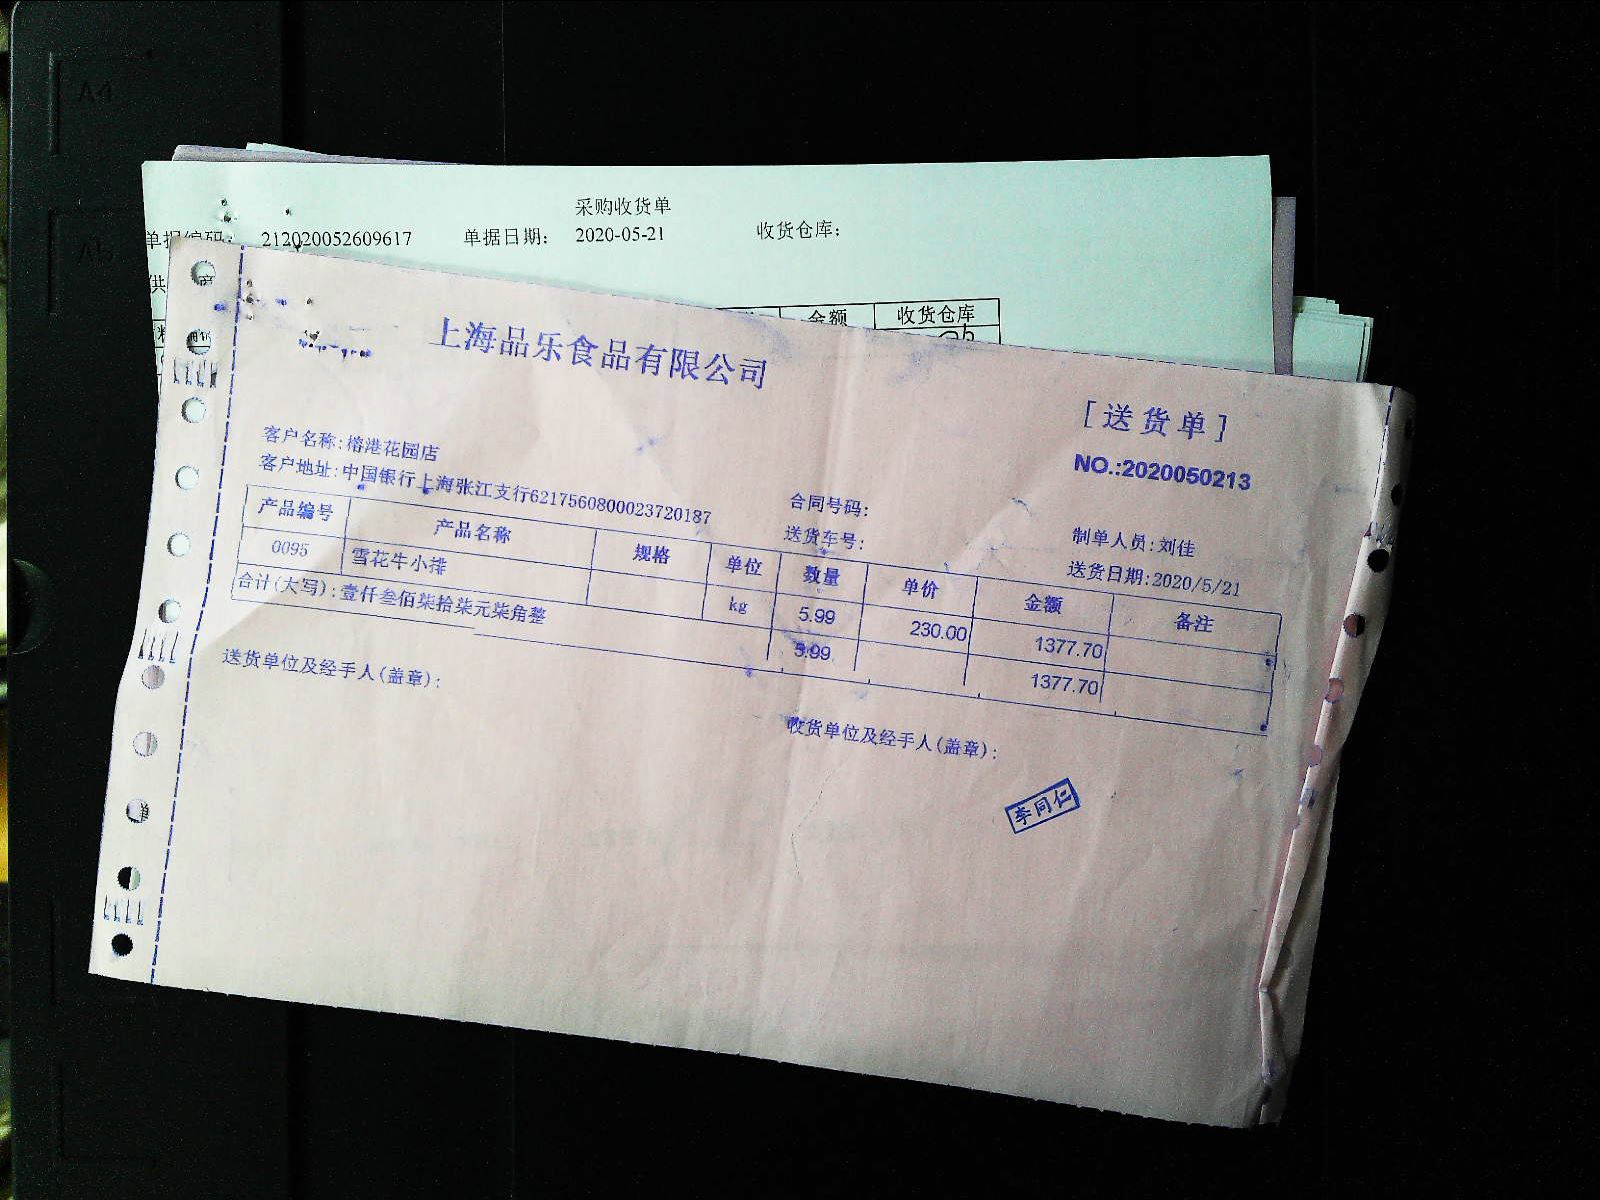 A4
A5
采购收货单
单据编码: 212020052609617 单据日期: 2020-05-21 收货仓库:
供 商
金额 收货仓库
上海品乐食品有限公司
[送货单]
NO.:2020050213
客户名称:榕港花园店
客户地址:中国银行上海张江支行6217560800023720187
合同号码:
送货车号:
制单人员:刘佳
送货日期:2020/5/21
产品编号 产品名称 规格 单位 数量 单价 金额 备注
0095 雪花牛小排 kg 5.99 230.00 1377.70
合计(大写):壹仟叁佰柒拾柒元柒角整 5.99 1377.70
送货单位及经手人(盖章):
收货单位及经手人(盖章):
李同仁